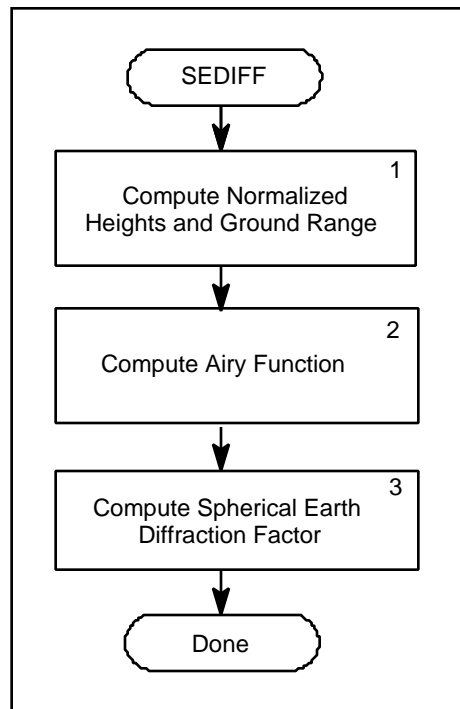 SEDIFF
1
Compute Normalized
Heights and Ground Range
2
Compute Airy Function
3
Compute Spherical Earth
Diffraction Factor
Done